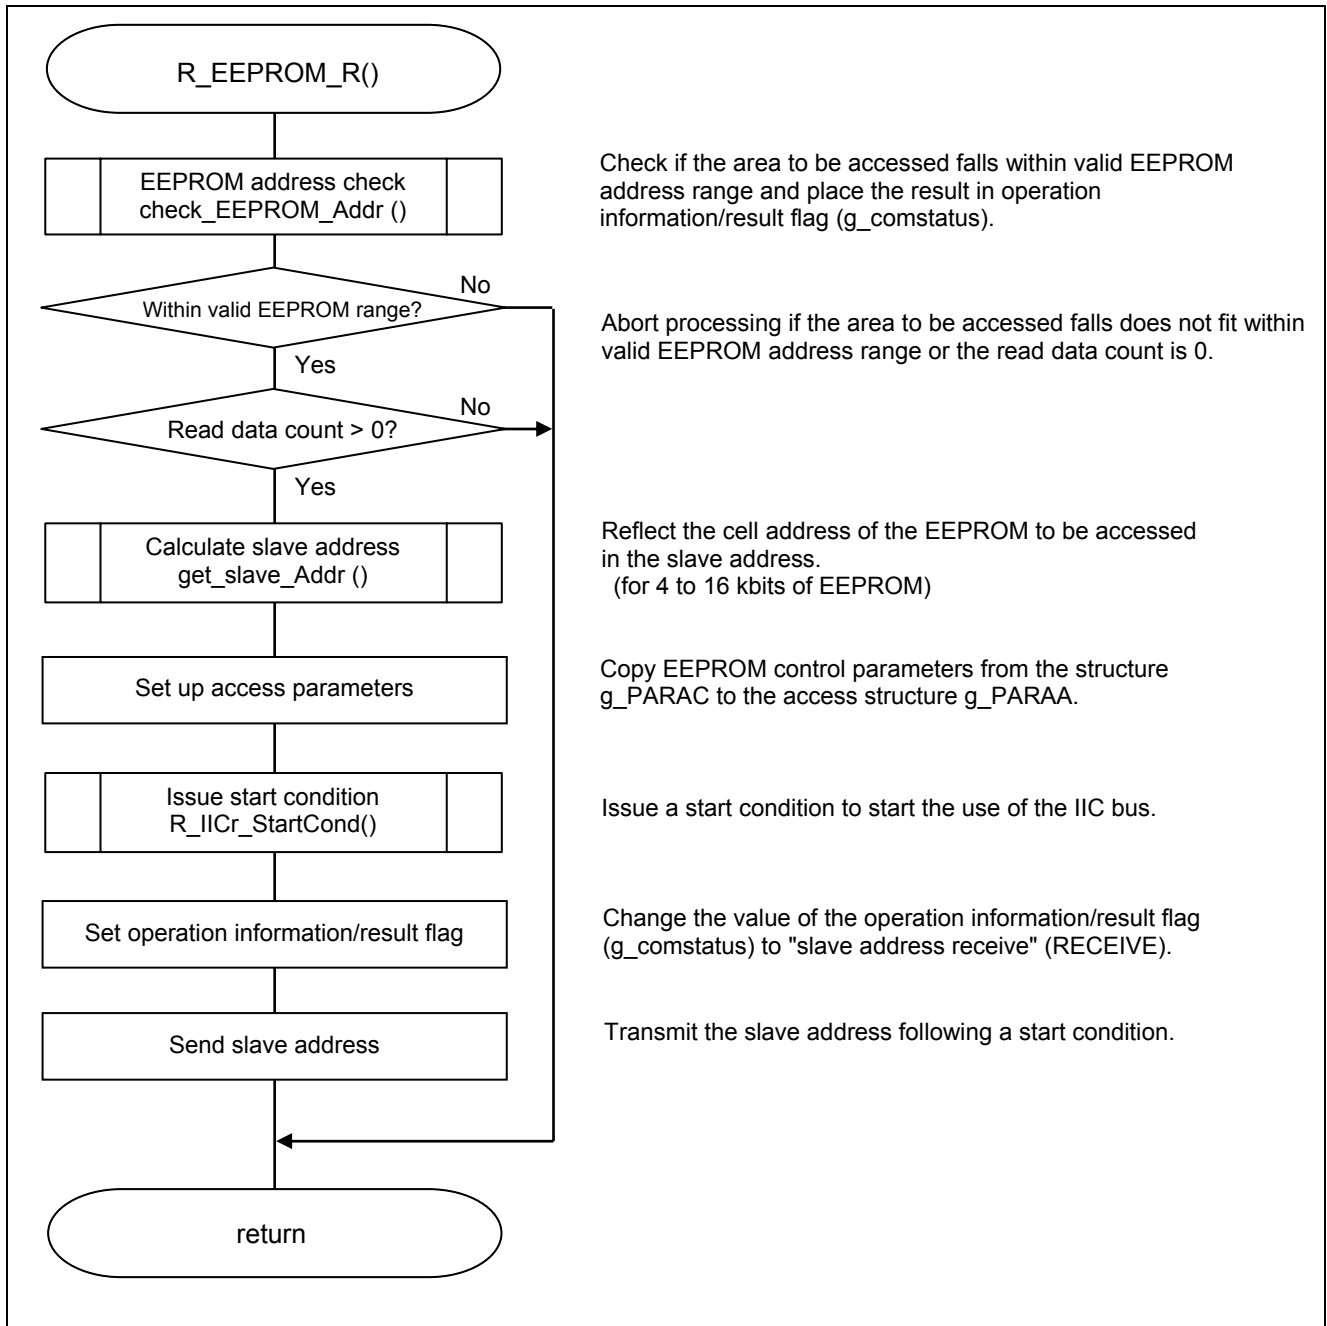 R_EEPROM_R()
EEPROM address check
check_EEPROM_Addr ()
Check if the area to be accessed falls within valid EEPROM
address range and place the result in operation
information/result flag (g_comstatus).
Within valid EEPROM range?
No
Yes
Abort processing if the area to be accessed falls does not fit within
valid EEPROM address range or the read data count is 0.
Read data count > 0?
No
Yes
Calculate slave address
get_slave_Addr ()
Reflect the cell address of the EEPROM to be accessed
in the slave address.
(for 4 to 16 kbits of EEPROM)
Set up access parameters
Copy EEPROM control parameters from the structure
g_PARAC to the access structure g_PARAA.
Issue start condition
R_IICr_StartCond()
Issue a start condition to start the use of the IIC bus.
Set operation information/result flag
Change the value of the operation information/result flag
(g_comstatus) to "slave address receive" (RECEIVE).
Send slave address
Transmit the slave address following a start condition.
return